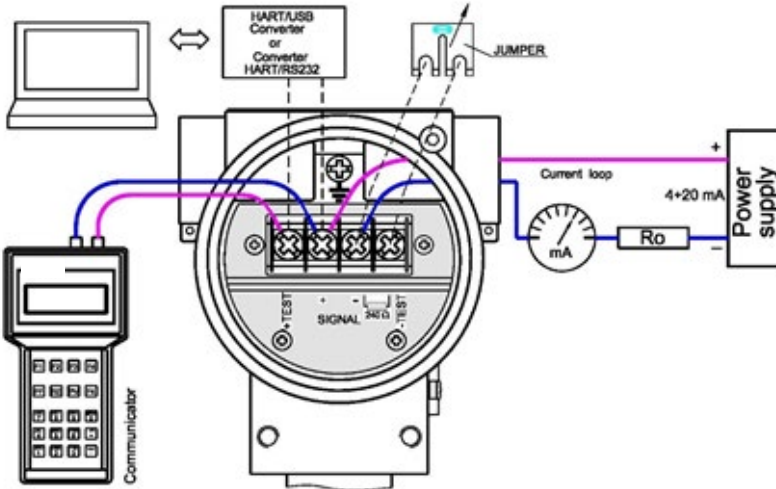 HART/USB
Converter
or
Converter
HART/RS232
JUMPER
+
Current loop
4+20 mA
Power
supply
mA
Ro
–
+TEST
+
-
240 Ω
-TEST
SIGNAL
Communicator